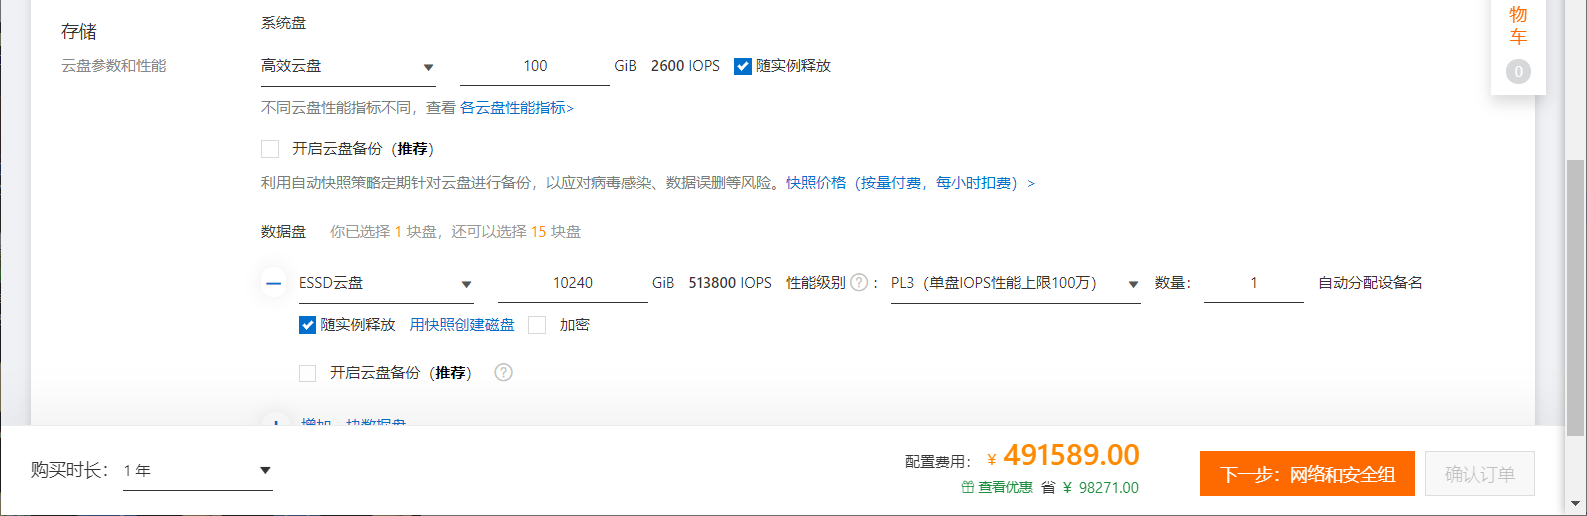 存储
系统盘
物
车
0
云盘参数和性能
高效云盘 100 GiB 2600 IOPS 随实例释放
不同云盘性能指标不同，查看 各云盘性能指标>
开启云盘备份（推荐）
利用自动快照策略定期针对云盘进行备份，以应对病毒感染、数据误删等风险。快照价格（按量付费，每小时扣费）>
数据盘 你已选择 1 块盘，还可以选择 15 块盘
ESSD云盘 10240 GiB 513800 IOPS 性能级别 ? ： PL3（单盘IOPS性能上限100万） 数量： 1 自动分配设备名
随实例释放 用快照创建磁盘 加密
开启云盘备份（推荐） ?
增加一块数据盘
购买时长： 1 年
配置费用： ¥ 491589.00
查看优惠 省 ¥ 98271.00
下一步：网络和安全组
确认订单